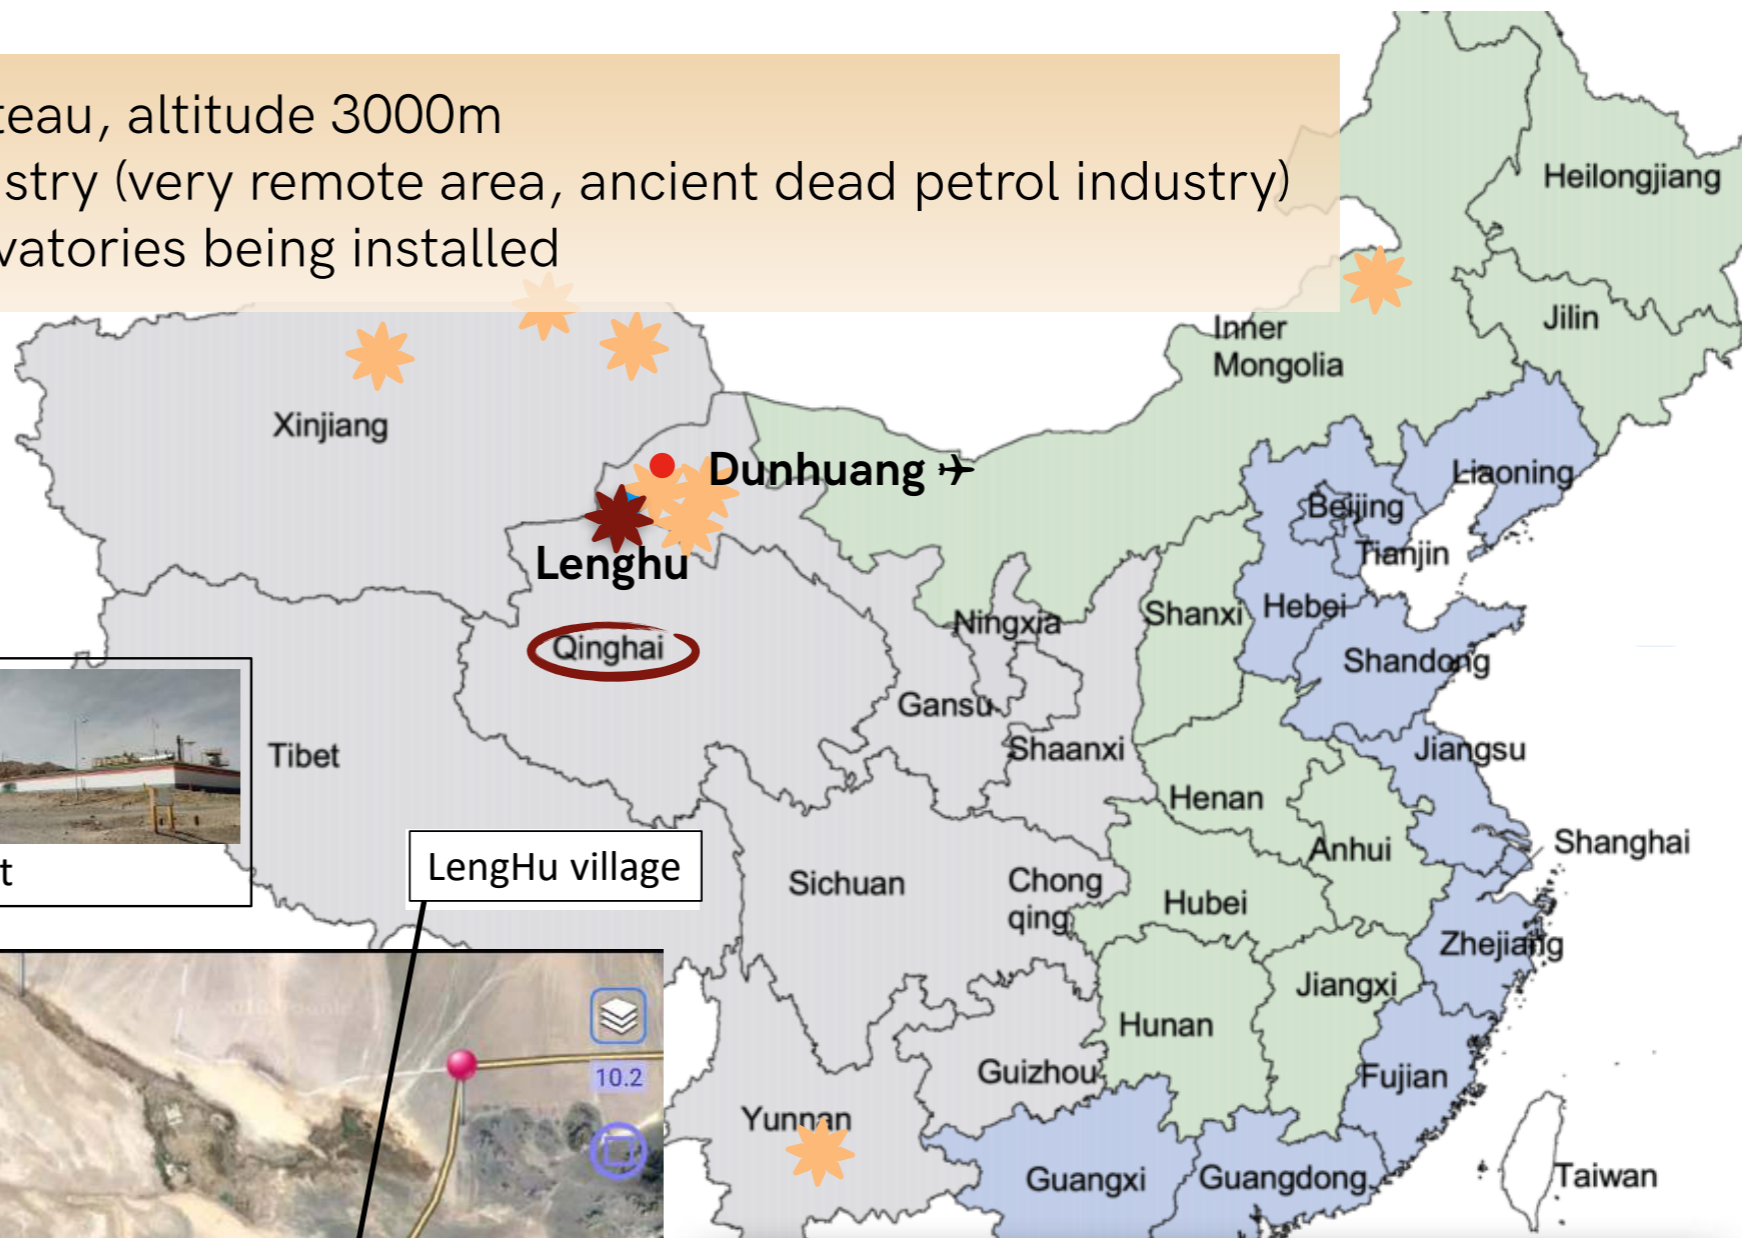 teau, altitude 3000m
stry (very remote area, ancient dead petrol industry)
vatories being installed
Heilongjiang
Jilin
Inner
Mongolia
Xinjiang
Dunhuang
Liaoning
Beijing
Tianjin
Lenghu
Qinghai
Ningxia
Shanxi
Hebei
Shandong
Gansu
Tibet
Shaanxi
Jiangsu
Henan
Shanghai
Anhui
t
LengHu village
Sichuan
Chong
qing
Hubei
Zhejiang
Jiangxi
Hunan
10.2
Guizhou
Fujian
Yunnan
Guangxi
Guangdong
Taiwan